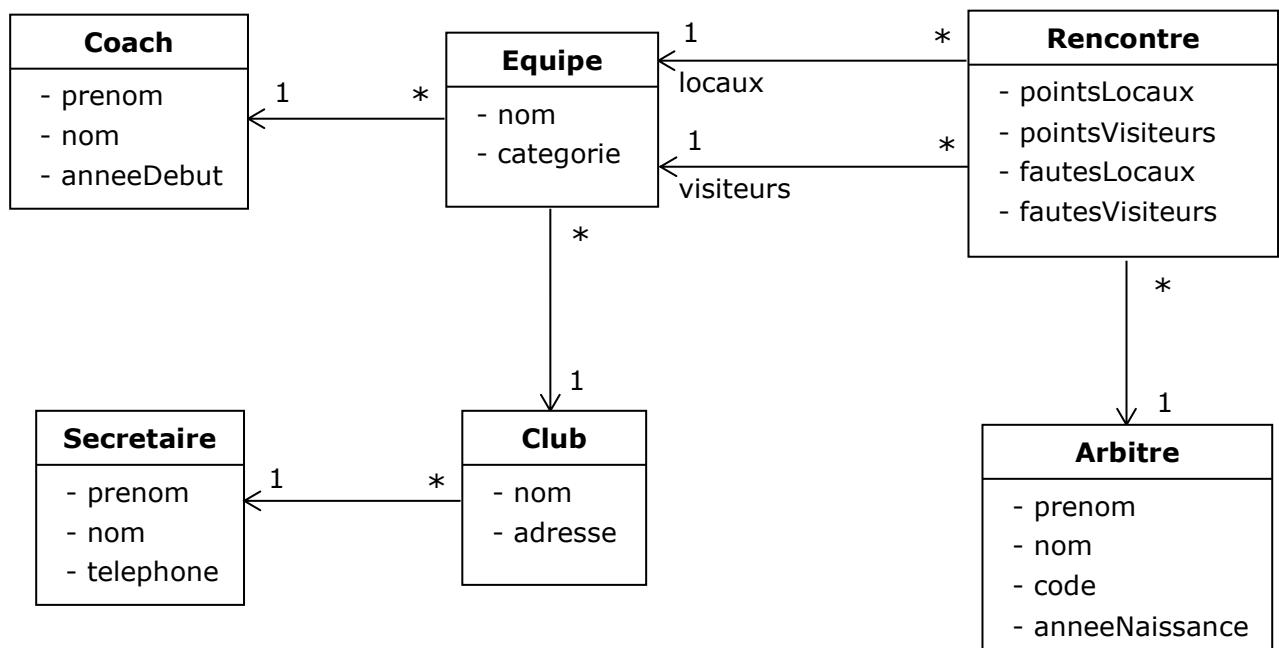 Coach
- prenom
- nom
- anneeDebut
1
*
Equipe
- nom
- categorie
1
*
locaux
1
*
visiteurs
Rencontre
- pointsLocaux
- pointsVisiteurs
- fautesLocaux
- fautesVisiteurs
*
1
*
1
Secretaire
- prenom
- nom
- telephone
1
*
Club
- nom
- adresse
Arbitre
- prenom
- nom
- code
- anneeNaissance